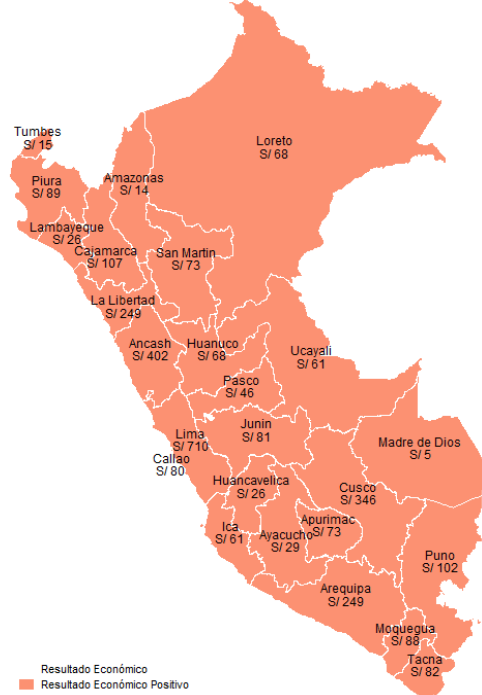 Tumbes
S/ 15
Loreto
S/ 68
Piura
S/ 89
Amazonas
S/ 14
Lambayeque
S/ 26
Cajamarca
S/ 107
San Martin
S/ 73
La Libertad
S/ 249
Ancash
S/ 402
Huanuco
S/ 68
Ucayali
S/ 61
Pasco
S/ 46
Junin
S/ 81
Lima
S/ 710
Callao
S/ 80
Madre de Dios
S/ 5
Huancavelica
S/ 26
Cusco
S/ 346
Ica
S/ 61
Ayacucho
S/ 29
Apurimac
S/ 73
Puno
S/ 102
Arequipa
S/ 249
Moquegua
S/ 88
Tacna
S/ 82
Resultado Económico
Resultado Económico Positivo